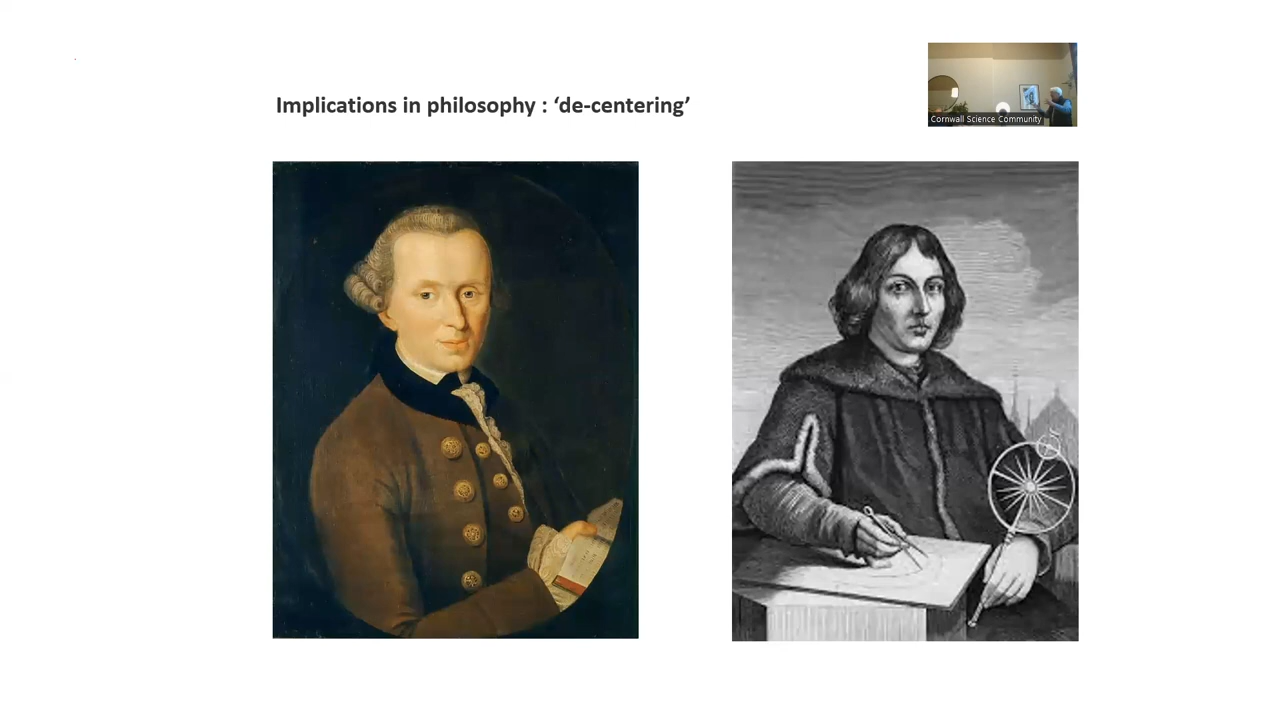 Implications in philosophy : ‘de-centering’
Cornwall Science Community